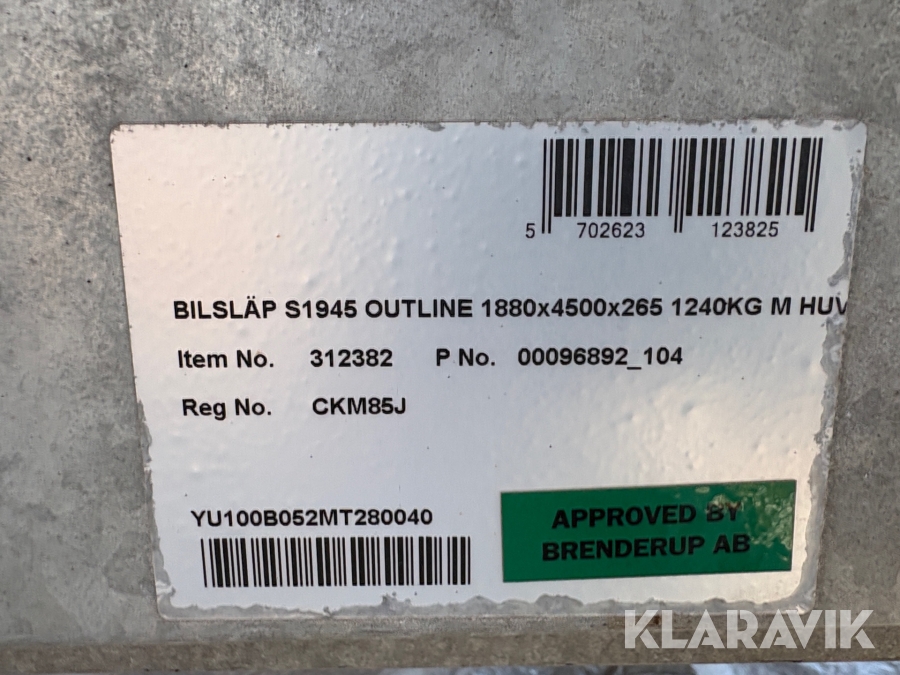 5 702623 123825
BILSLÄP S1945 OUTLINE 1880x4500x265 1240KG M HUV
Item No. 312382 P No. 00096892_104
Reg No. CKM85J
YU100B052MT280040
APPROVED BY
BRENDERUP AB
KLARAVIK